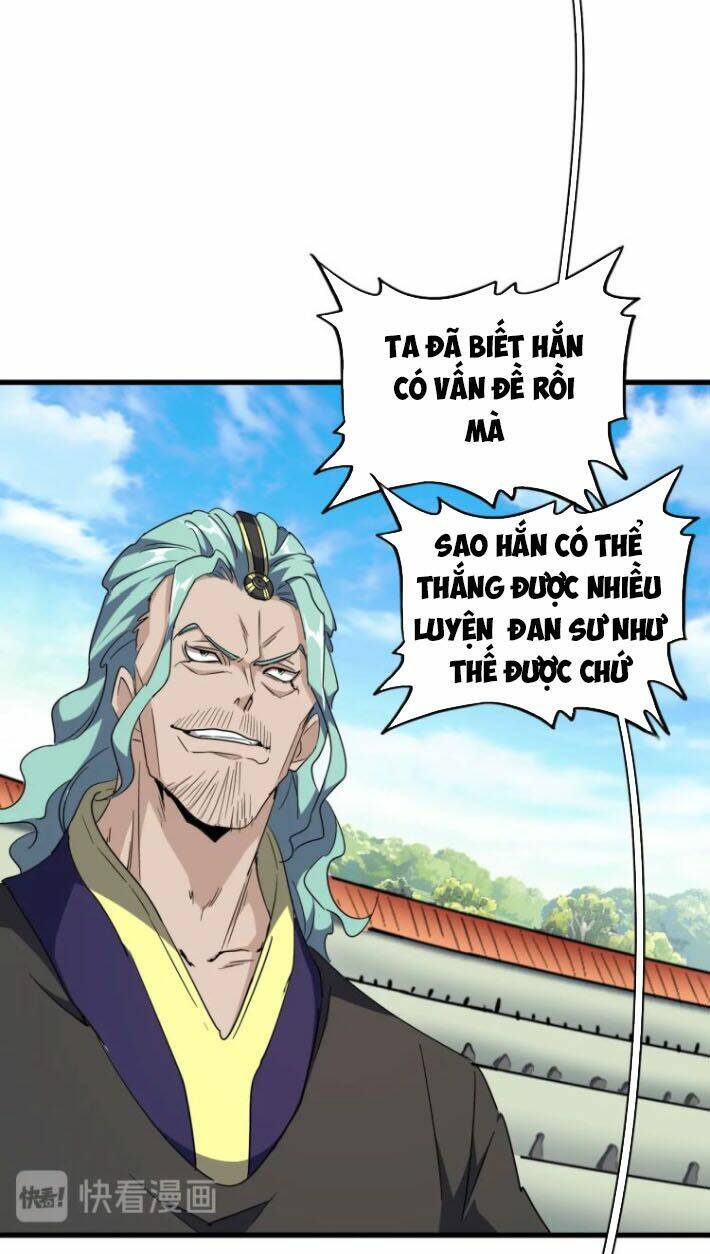 TA ĐÃ BIẾT HẮN
CÓ VẤN ĐỀ RỒI
MÀ
SAO HẮN CÓ THỂ
THẮNG ĐƯỢC NHIỀU
LUYỆN ĐAN SƯ NHƯ
THẾ ĐƯỢC CHỨ
快看! 快看漫画